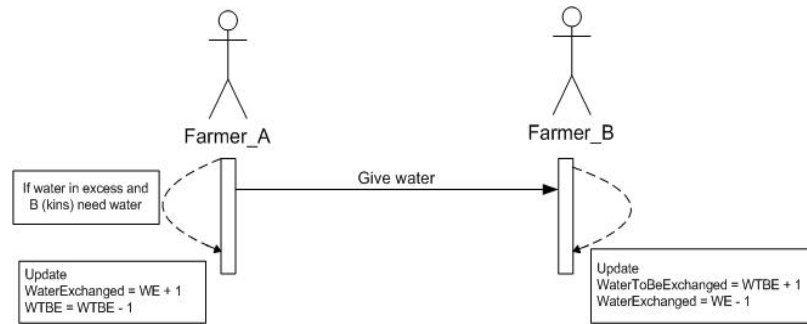 Farmer_A
Farmer_B
If water in excess and
B (kins) need water
Give water
Update
WaterExchanged = WE + 1
WTBE = WTBE - 1
Update
WaterToBeExchanged = WTBE + 1
WaterExchanged = WE - 1